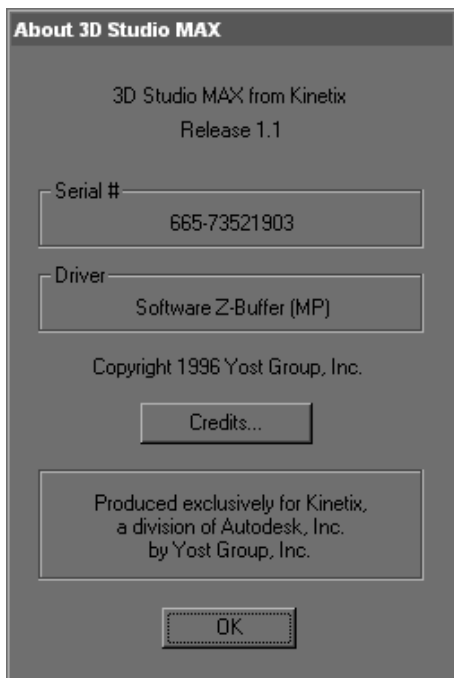 About 3D Studio MAX
3D Studio MAX from Kinetix
Release 1.1
Serial #
665-73521903
Driver
Software Z-Buffer (MP)
Copyright 1996 Yost Group, Inc.
Credits...
Produced exclusively for Kinetix,
a division of Autodesk, Inc.
by Yost Group, Inc.
OK